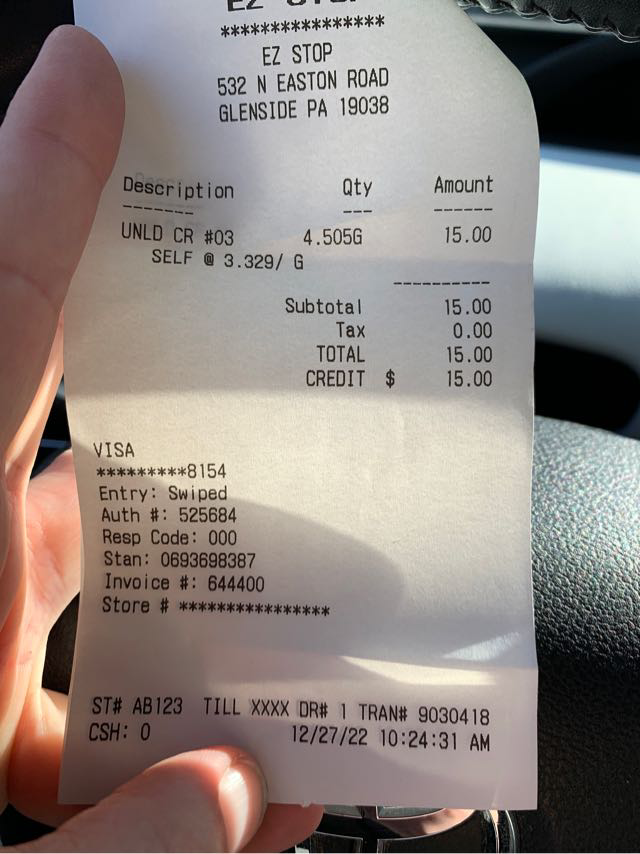 EZ STOP
****************
EZ STOP
532 N EASTON ROAD
GLENSIDE PA 19038
Description Qty Amount
------- --- ------
UNLD CR #03 4.505G 15.00
SELF @ 3.329/ G
----------
Subtotal 15.00
Tax 0.00
TOTAL 15.00
CREDIT $ 15.00
VISA
*********8154
Entry: Swiped
Auth #: 525684
Resp Code: 000
Stan: 0693698387
Invoice #: 644400
Store # ****************
ST# AB123 TILL XXXX DR# 1 TRAN# 9030418
CSH: 0 12/27/22 10:24:31 AM